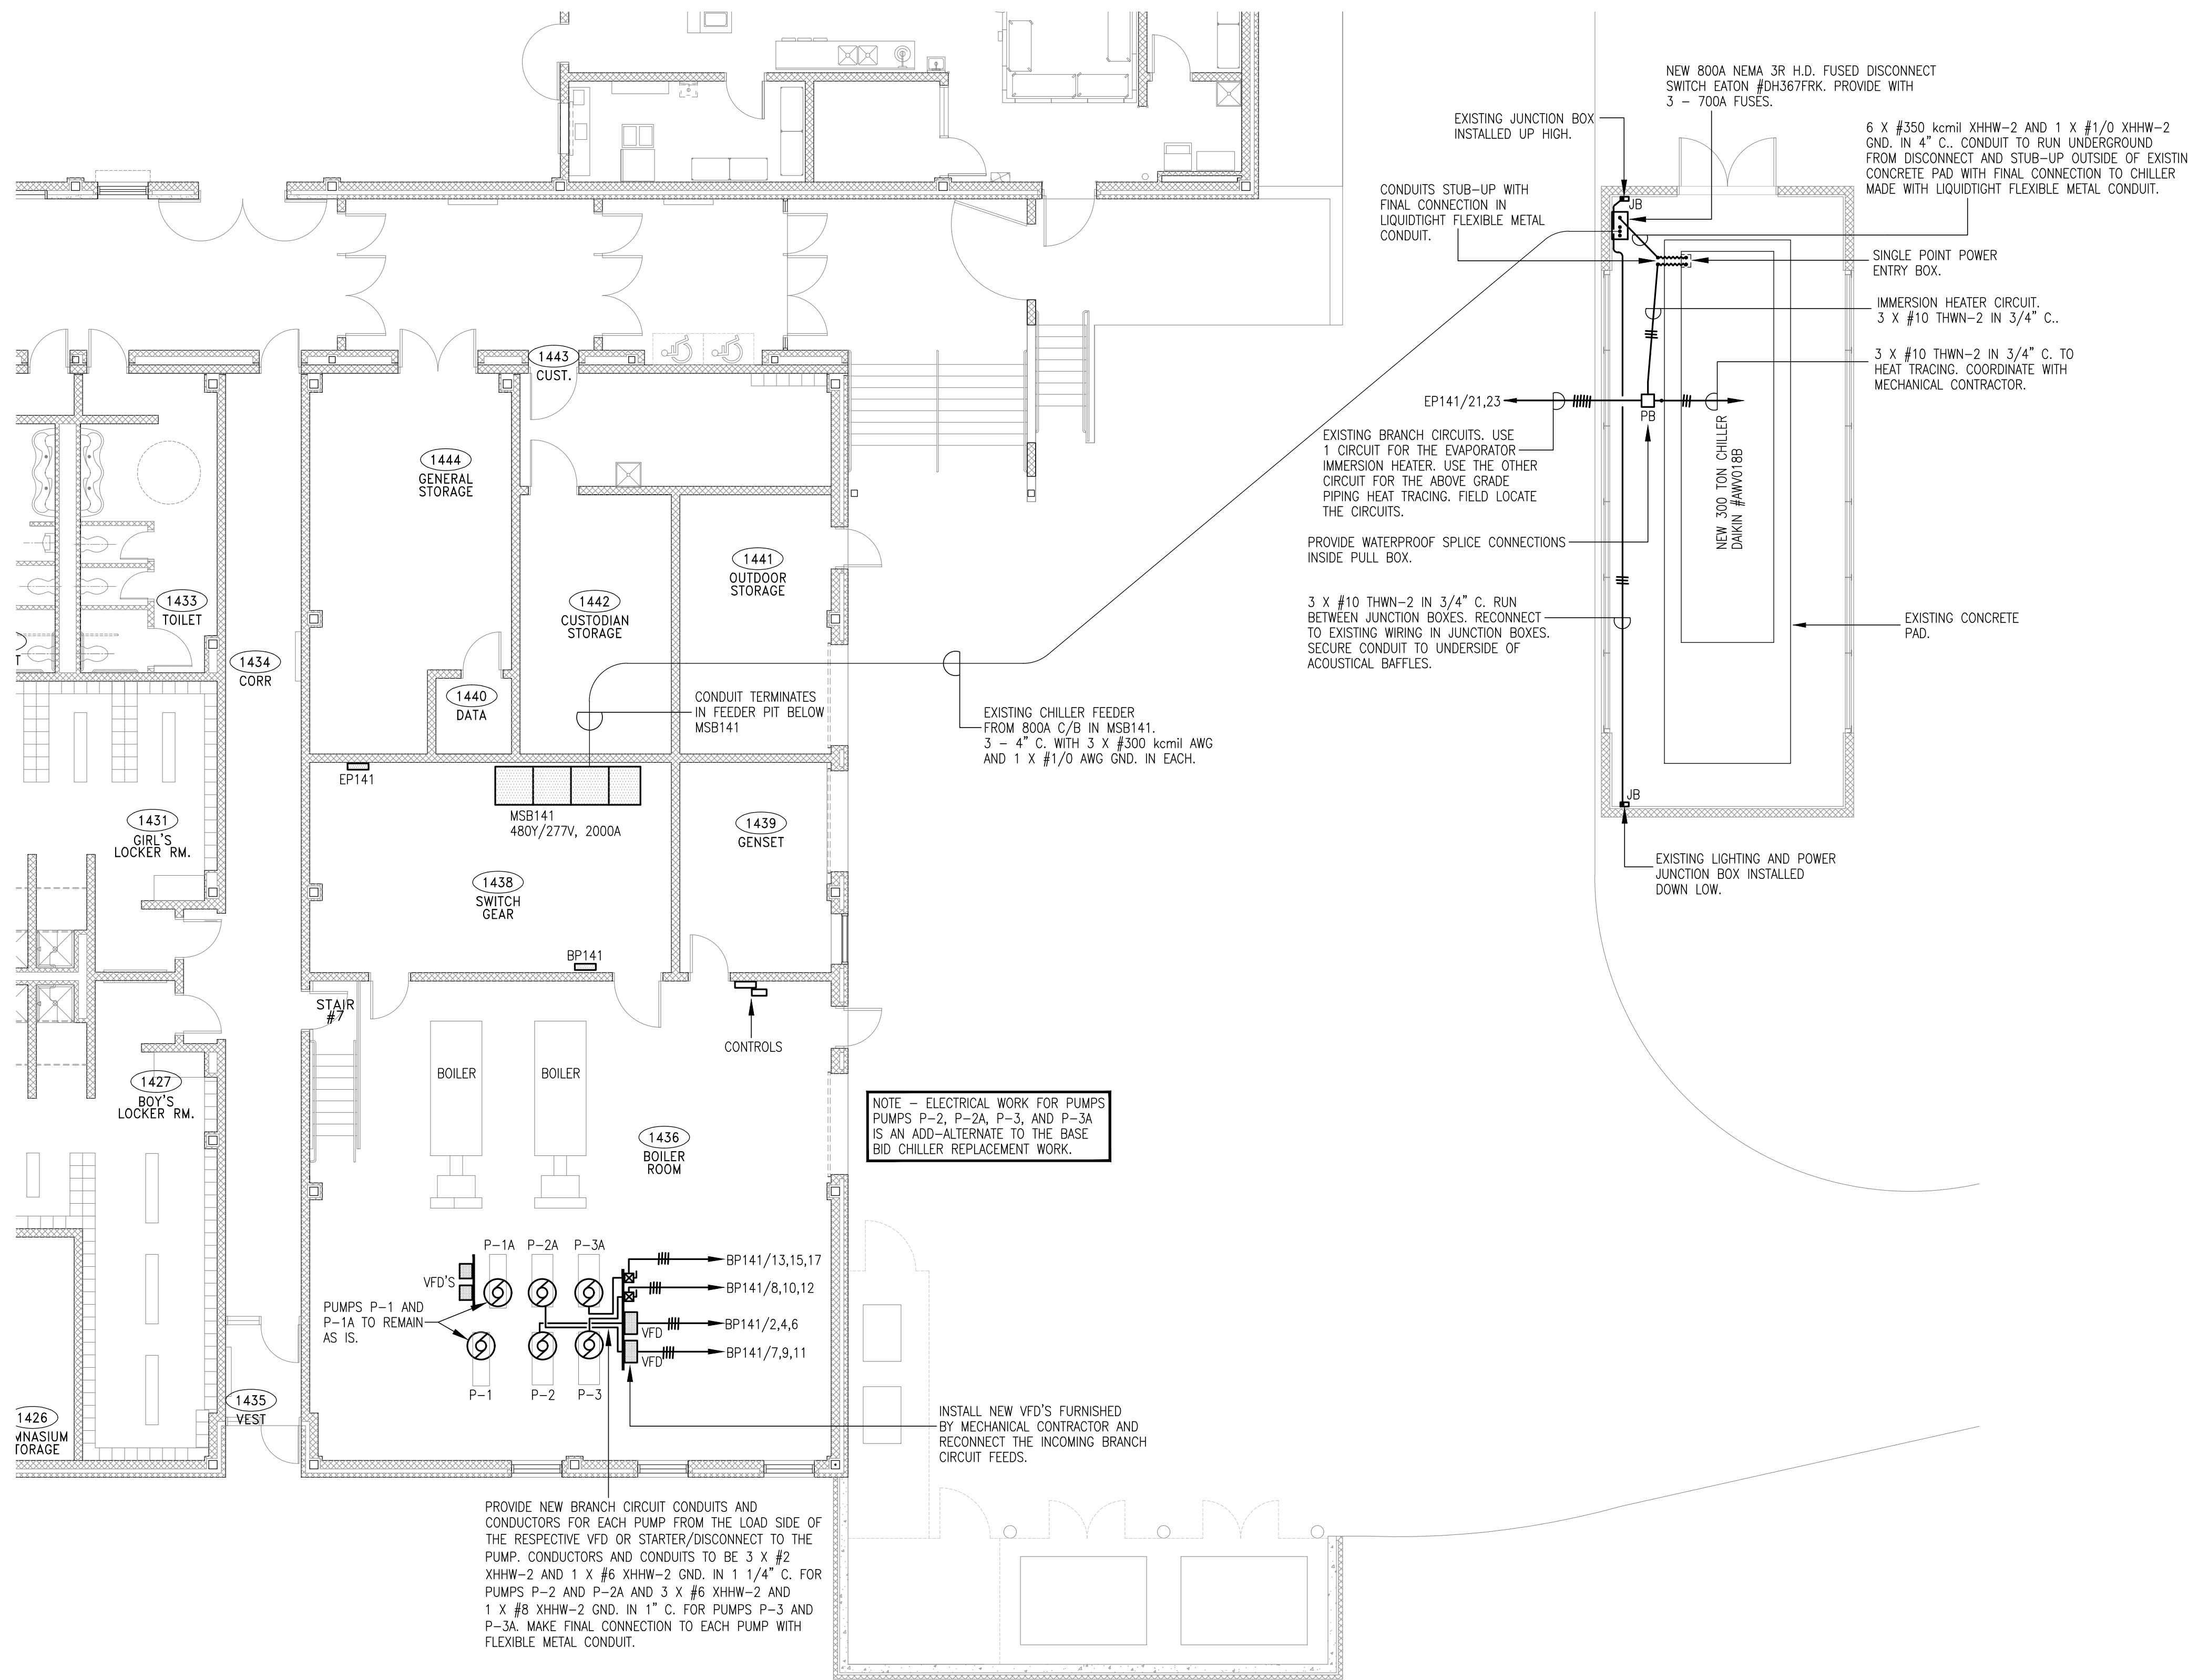 NEW 800A NEMA 3R H.D. FUSED DISCONNECT
SWITCH EATON #DH367FRK. PROVIDE WITH
3 – 700A FUSES.
EXISTING JUNCTION BOX
INSTALLED UP HIGH.
6 X #350 kcmil XHHW-2 AND 1 X #1/0 XHHW-2
GND. IN 4" C.. CONDUIT TO RUN UNDERGROUND
FROM DISCONNECT AND STUB-UP OUTSIDE OF EXISTIN
CONCRETE PAD WITH FINAL CONNECTION TO CHILLER
MADE WITH LIQUIDTIGHT FLEXIBLE METAL CONDUIT.
CONDUITS STUB-UP WITH
FINAL CONNECTION IN
LIQUIDTIGHT FLEXIBLE METAL
CONDUIT.
JB
SINGLE POINT POWER
ENTRY BOX.
IMMERSION HEATER CIRCUIT.
3 X #10 THWN-2 IN 3/4" C..
3 X #10 THWN-2 IN 3/4" C. TO
HEAT TRACING. COORDINATE WITH
MECHANICAL CONTRACTOR.
EP141/21,23
PB
EXISTING BRANCH CIRCUITS. USE
1 CIRCUIT FOR THE EVAPORATOR
IMMERSION HEATER. USE THE OTHER
CIRCUIT FOR THE ABOVE GRADE
PIPING HEAT TRACING. FIELD LOCATE
THE CIRCUITS.
NEW 300 TON CHILLER
DAIKIN #AWV018B
PROVIDE WATERPROOF SPLICE CONNECTIONS
INSIDE PULL BOX.
3 X #10 THWN-2 IN 3/4" C. RUN
BETWEEN JUNCTION BOXES. RECONNECT
TO EXISTING WIRING IN JUNCTION BOXES.
SECURE CONDUIT TO UNDERSIDE OF
ACOUSTICAL BAFFLES.
EXISTING CONCRETE
PAD.
JB
EXISTING LIGHTING AND POWER
JUNCTION BOX INSTALLED
DOWN LOW.
1443
CUST.
1444
GENERAL
STORAGE
1441
OUTDOOR
STORAGE
1442
CUSTODIAN
STORAGE
1433
TOILET
T
1434
CORR
1440
DATA
CONDUIT TERMINATES
IN FEEDER PIT BELOW
MSB141
EXISTING CHILLER FEEDER
FROM 800A C/B IN MSB141.
3 – 4" C. WITH 3 X #300 kcmil AWG
AND 1 X #1/0 AWG GND. IN EACH.
EP141
MSB141
480Y/277V, 2000A
1431
GIRL'S
LOCKER RM.
1439
GENSET
1438
SWITCH
GEAR
BP141
STAIR
#7
CONTROLS
BOILER
BOILER
1427
BOY'S
LOCKER RM.
1436
BOILER
ROOM
NOTE – ELECTRICAL WORK FOR PUMPS
PUMPS P-2, P-2A, P-3, AND P-3A
IS AN ADD-ALTERNATE TO THE BASE
BID CHILLER REPLACEMENT WORK.
P-1A
P-2A
P-3A
VFD'S
BP141/13,15,17
BP141/8,10,12
BP141/2,4,6
BP141/7,9,11
VFD
VFD
PUMPS P-1 AND
P-1A TO REMAIN
AS IS.
P-1
P-2
P-3
1435
VEST
1426
MNASIUM
TORAGE
INSTALL NEW VFD'S FURNISHED
BY MECHANICAL CONTRACTOR AND
RECONNECT THE INCOMING BRANCH
CIRCUIT FEEDS.
PROVIDE NEW BRANCH CIRCUIT CONDUITS AND
CONDUCTORS FOR EACH PUMP FROM THE LOAD SIDE OF
THE RESPECTIVE VFD OR STARTER/DISCONNECT TO THE
PUMP. CONDUCTORS AND CONDUITS TO BE 3 X #2
XHHW-2 AND 1 X #6 XHHW-2 GND. IN 1 1/4" C. FOR
PUMPS P-2 AND P-2A AND 3 X #6 XHHW-2 AND
1 X #8 XHHW-2 GND. IN 1" C. FOR PUMPS P-3 AND
P-3A. MAKE FINAL CONNECTION TO EACH PUMP WITH
FLEXIBLE METAL CONDUIT.